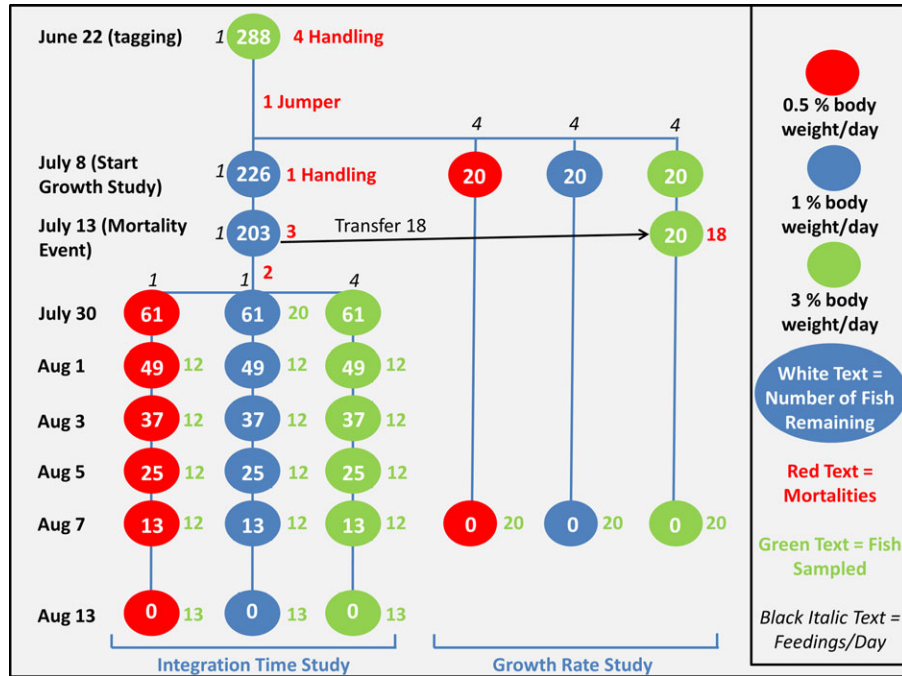 June 22 (tagging) 1 288 4 Handling
1 Jumper
4 4 4
July 8 (Start
Growth Study) 1 226 1 Handling 20 20 20
July 13 (Mortality
Event) 1 203 3 Transfer 18 20 18
2
1 1 4
July 30 61 61 20 61
Aug 1 49 12 49 12 49 12
Aug 3 37 12 37 12 37 12
Aug 5 25 12 25 12 25 12
Aug 7 13 12 13 12 13 12 0 20 0 20 0 20
Aug 13 0 13 0 13 0 13
Integration Time Study Growth Rate Study
0.5 % body
weight/day
1 % body
weight/day
3 % body
weight/day
White Text =
Number of Fish
Remaining
Red Text =
Mortalities
Green Text = Fish
Sampled
Black Italic Text =
Feedings/Day